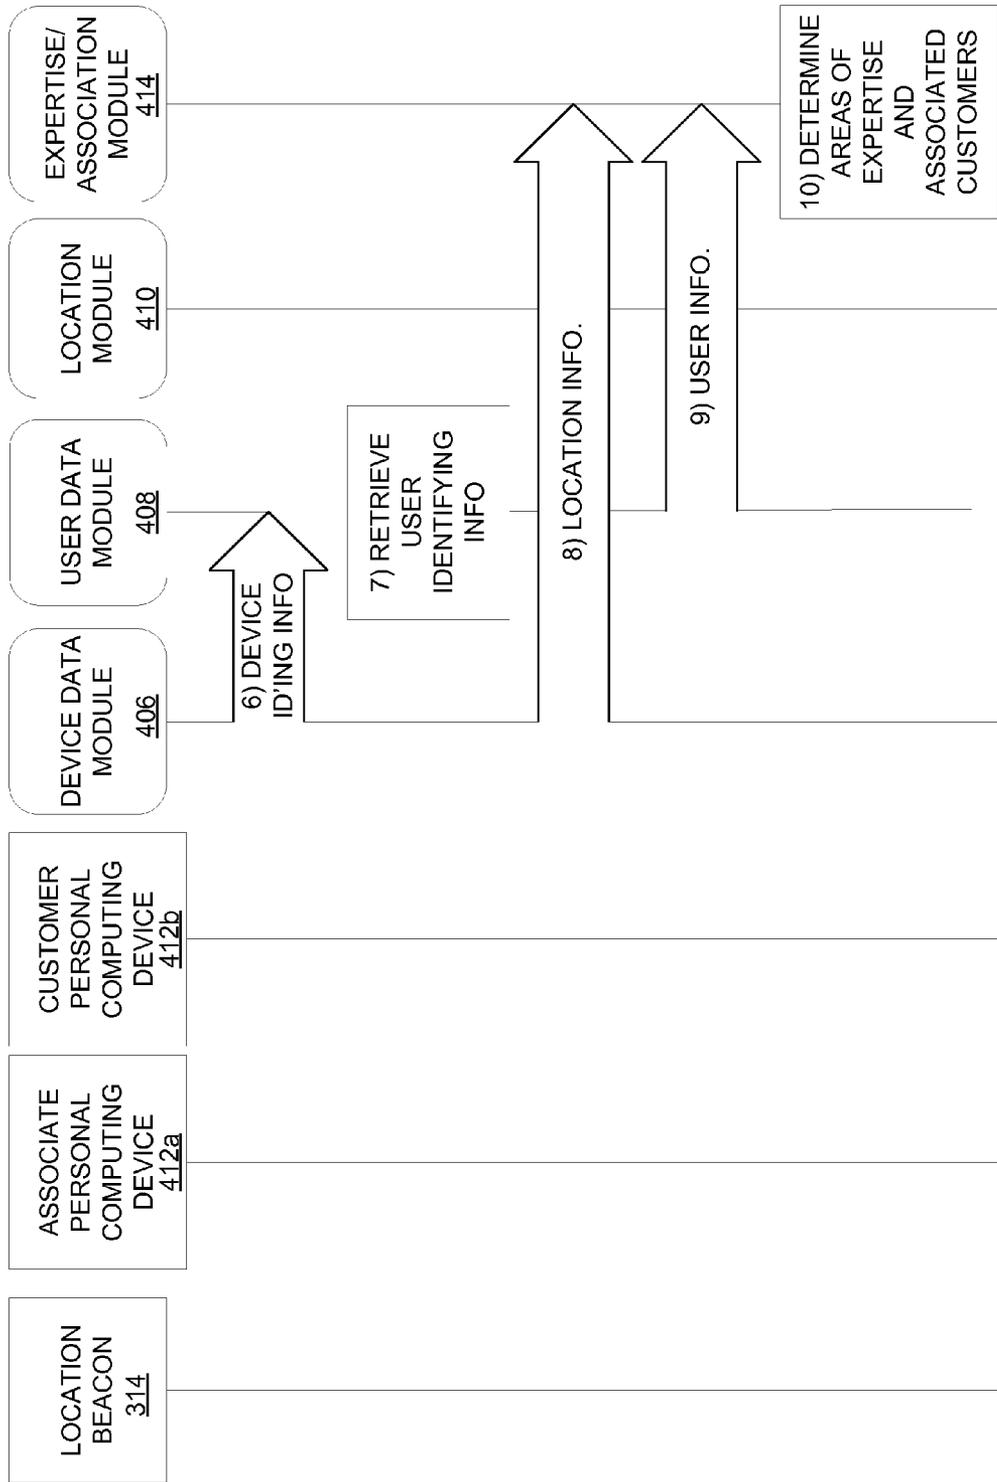 LOCATION
BEACON
314
ASSOCIATE
PERSONAL
COMPUTING
DEVICE
412a
CUSTOMER
PERSONAL
COMPUTING
DEVICE
412b
DEVICE DATA
MODULE
406
USER DATA
MODULE
408
LOCATION
MODULE
410
EXPERTISE/
ASSOCIATION
MODULE
414
6) DEVICE
ID'ING INFO
7) RETRIEVE
USER
IDENTIFYING
INFO
8) LOCATION INFO.
9) USER INFO.
10) DETERMINE
AREAS OF
EXPERTISE
AND
ASSOCIATED
CUSTOMERS